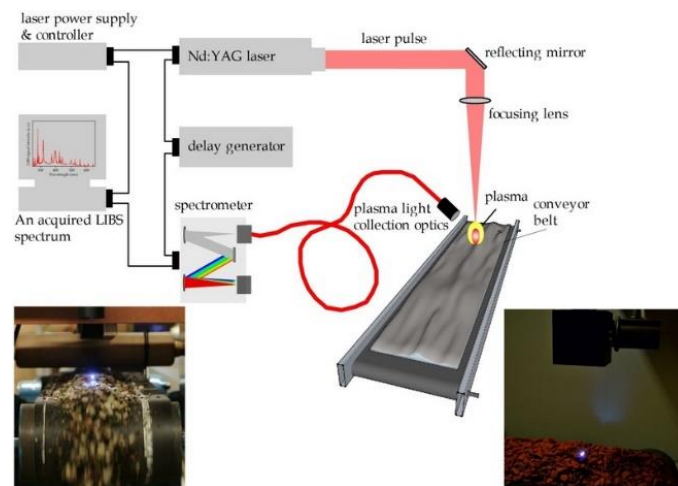 laser power supply
& controller
Nd:YAG laser
laser pulse
reflecting mirror
focusing lens
delay generator
An acquired LIBS
spectrum
spectrometer
plasma light
collection optics
plasma
conveyor
belt